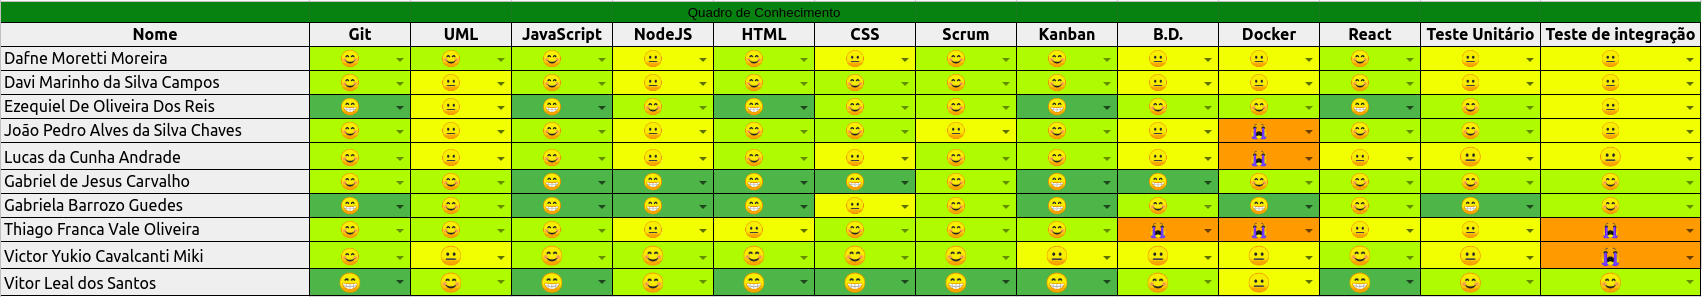 Quadro de Conhecimento
Nome Git UML JavaScript NodeJS HTML CSS Scrum Kanban B.D. Docker React Teste Unitário Teste de integração
Dafne Moretti Moreira
Davi Marinho da Silva Campos
Ezequiel De Oliveira Dos Reis
João Pedro Alves da Silva Chaves
Lucas da Cunha Andrade
Gabriel de Jesus Carvalho
Gabriela Barrozo Guedes
Thiago Franca Vale Oliveira
Victor Yukio Cavalcanti Miki
Vitor Leal dos Santos